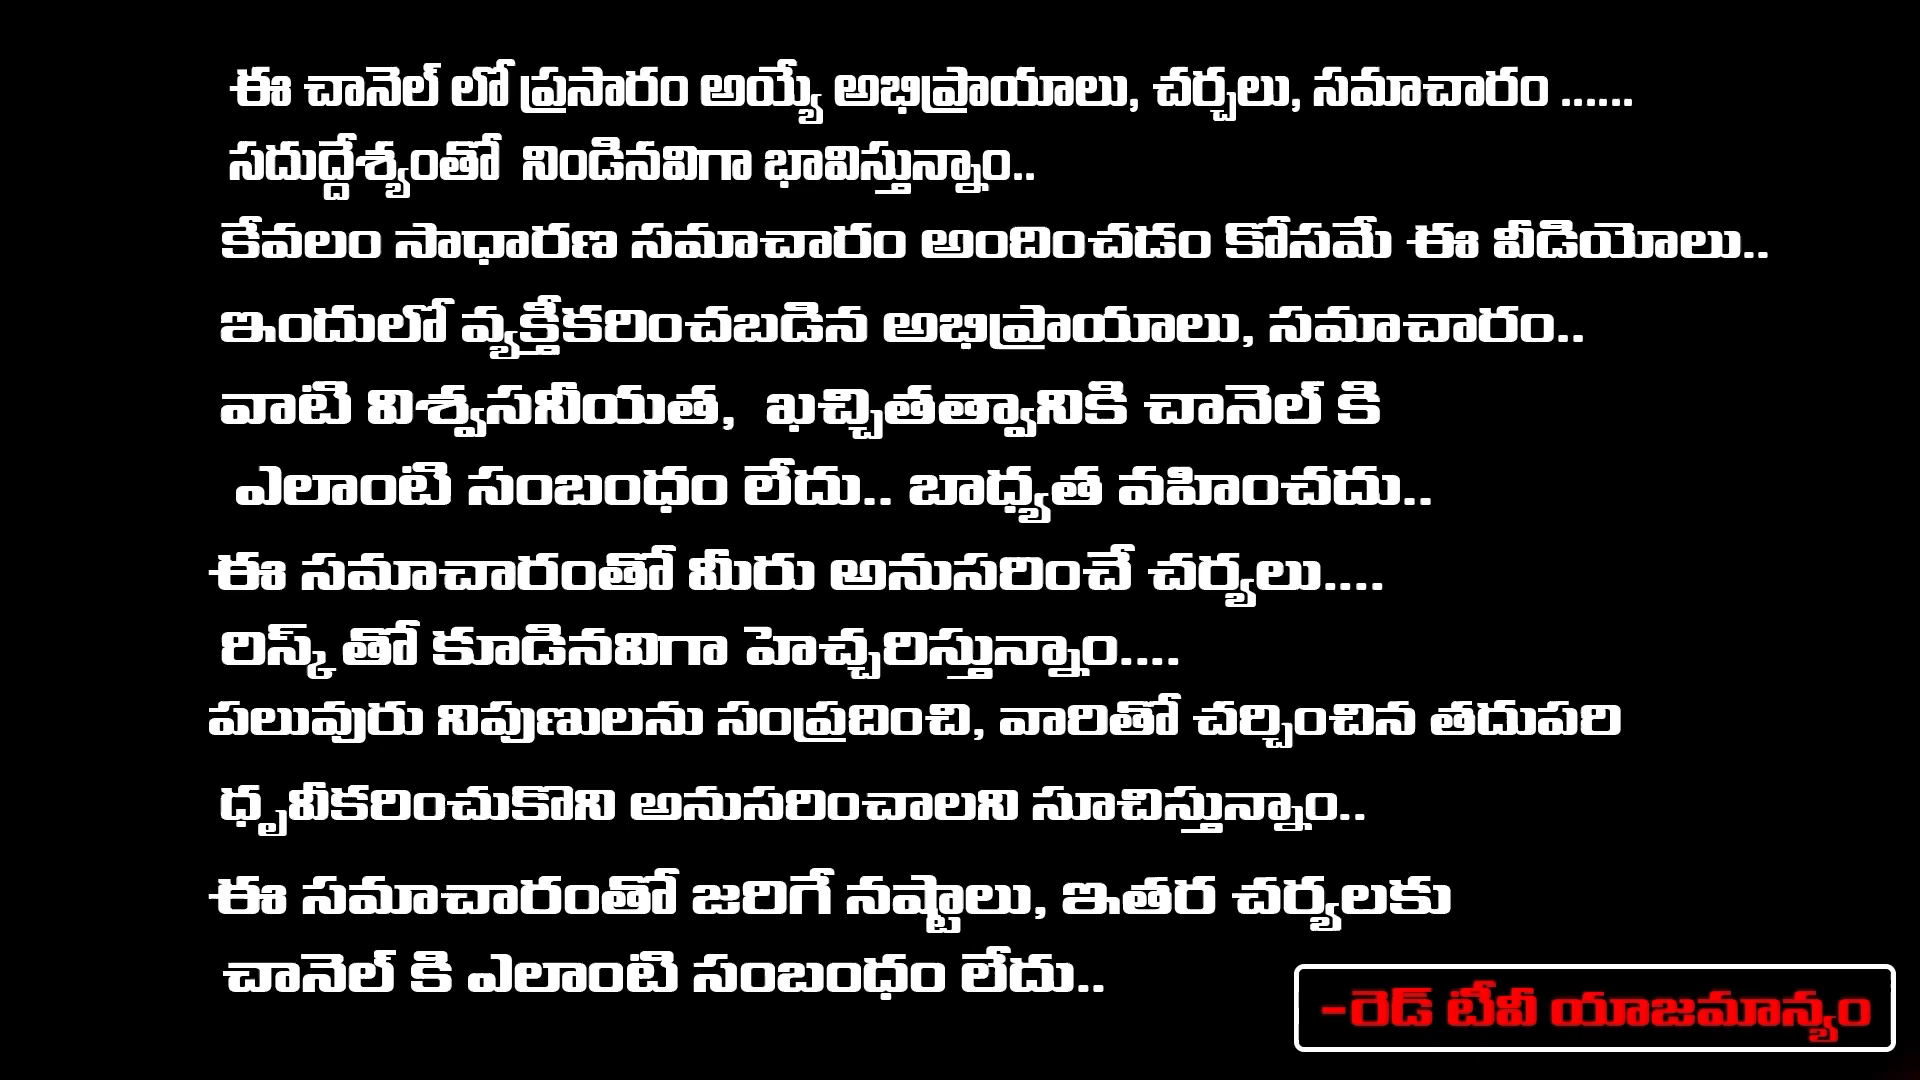 ఈ చానెల్ లో ప్రసారం అయ్యే అభిప్రాయాలు, చర్చలు, సమాచారం ......
సదుద్దేశ్యంతో నిండినవిగా భావిస్తున్నాం..
కేవలం సాధారణ సమాచారం అందించడం కోసమే ఈ వీడియోలు..
ఇందులో వ్యక్తీకరించబడిన అభిప్రాయాలు, సమాచారం..
వాటి విశ్వసనీయత, ఖచ్చితత్వానికి చానెల్ కి
ఎలాంటి సంబంధం లేదు.. బాధ్యత వహించదు..
ఈ సమాచారంతో మీరు అనుసరించే చర్యలు....
రిస్క్ తో కూడినవిగా హెచ్చరిస్తున్నాం....
పలువురు నిపుణులను సంప్రదించి, వారితో చర్చించిన తదుపరి
ధృవీకరించుకొని అనుసరించాలని సూచిస్తున్నాం..
ఈ సమాచారంతో జరిగే నష్టాలు, ఇతర చర్యలకు
చానెల్ కి ఎలాంటి సంబంధం లేదు..
-రెడ్ టీవీ యాజమాన్యం